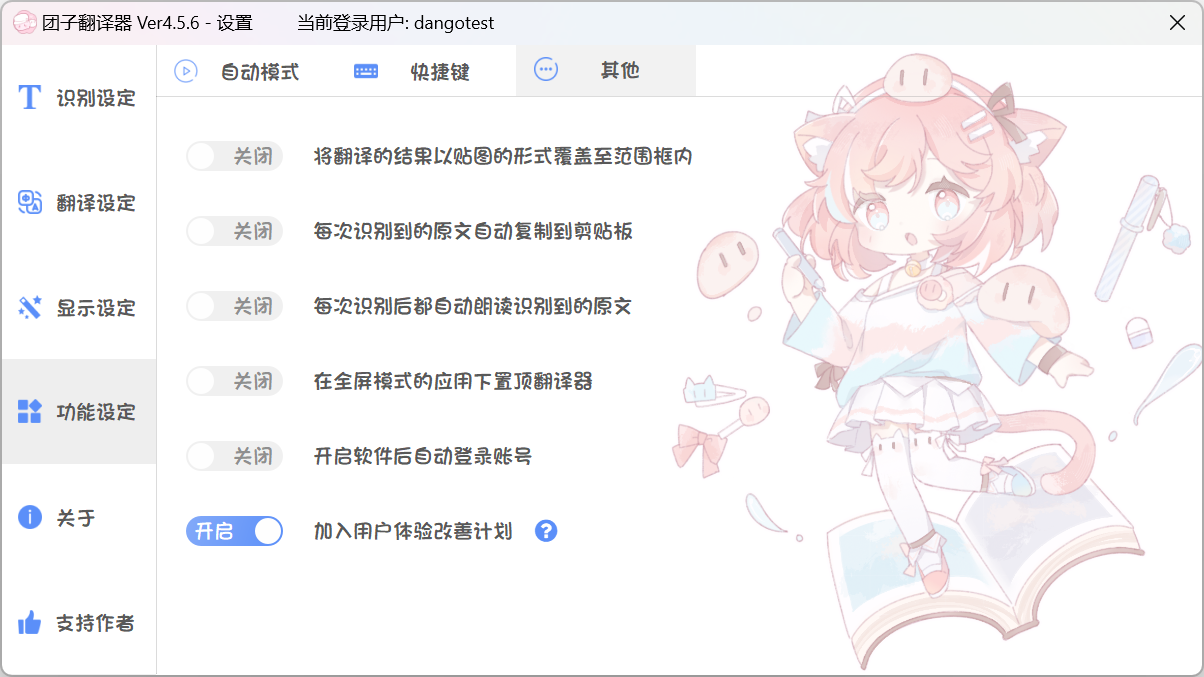 团子翻译器 Ver4.5.6 - 设置 当前登录用户: dangotest
识别设定
翻译设定
显示设定
功能设定
关于
支持作者
自动模式 快捷键 其他
关闭 将翻译的结果以贴图的形式覆盖至范围框内
关闭 每次识别到的原文自动复制到剪贴板
关闭 每次识别后都自动朗读识别到的原文
关闭 在全屏模式的应用下置顶翻译器
关闭 开启软件后自动登录账号
开启 加入用户体验改善计划 ?